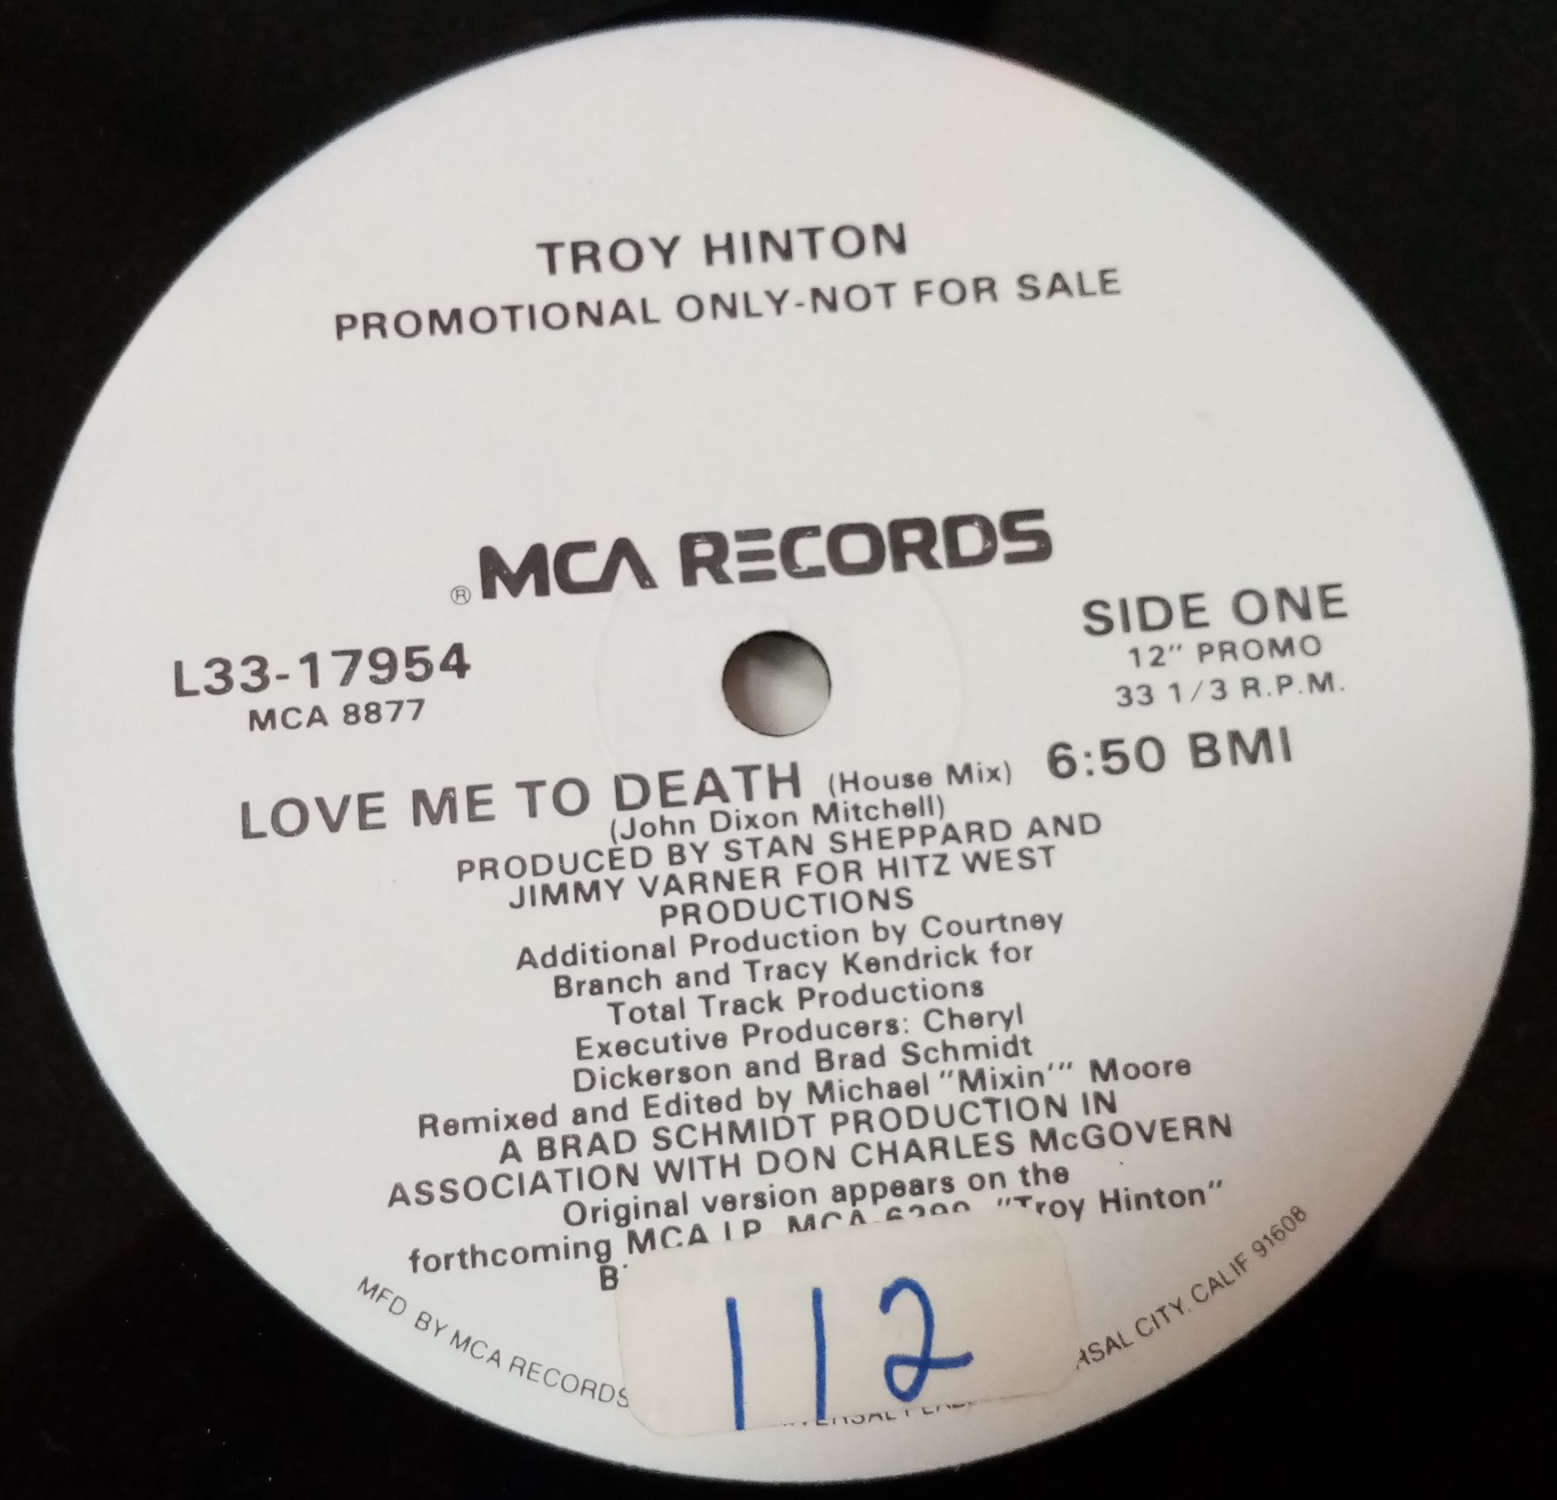 TROY HINTON
PROMOTIONAL ONLY-NOT FOR SALE
® MCA RECORDS
L33-17954
MCA 8877
SIDE ONE
12" PROMO
33 1/3 R.P.M.
LOVE ME TO DEATH (House Mix) 6:50 BMI
(John Dixon Mitchell)
PRODUCED BY STAN SHEPPARD AND
JIMMY VARNER FOR HITZ WEST
PRODUCTIONS
Additional Production by Courtney
Branch and Tracy Kendrick for
Total Track Productions
Executive Producers: Cheryl
Dickerson and Brad Schmidt
Remixed and Edited by Michael "Mixin'" Moore
A BRAD SCHMIDT PRODUCTION IN
ASSOCIATION WITH DON CHARLES McGOVERN
Original version appears on the
forthcoming MCA LP MCA "Troy Hinton"
MFD BY MCA RECORDS CITY. CALIF 91608
112